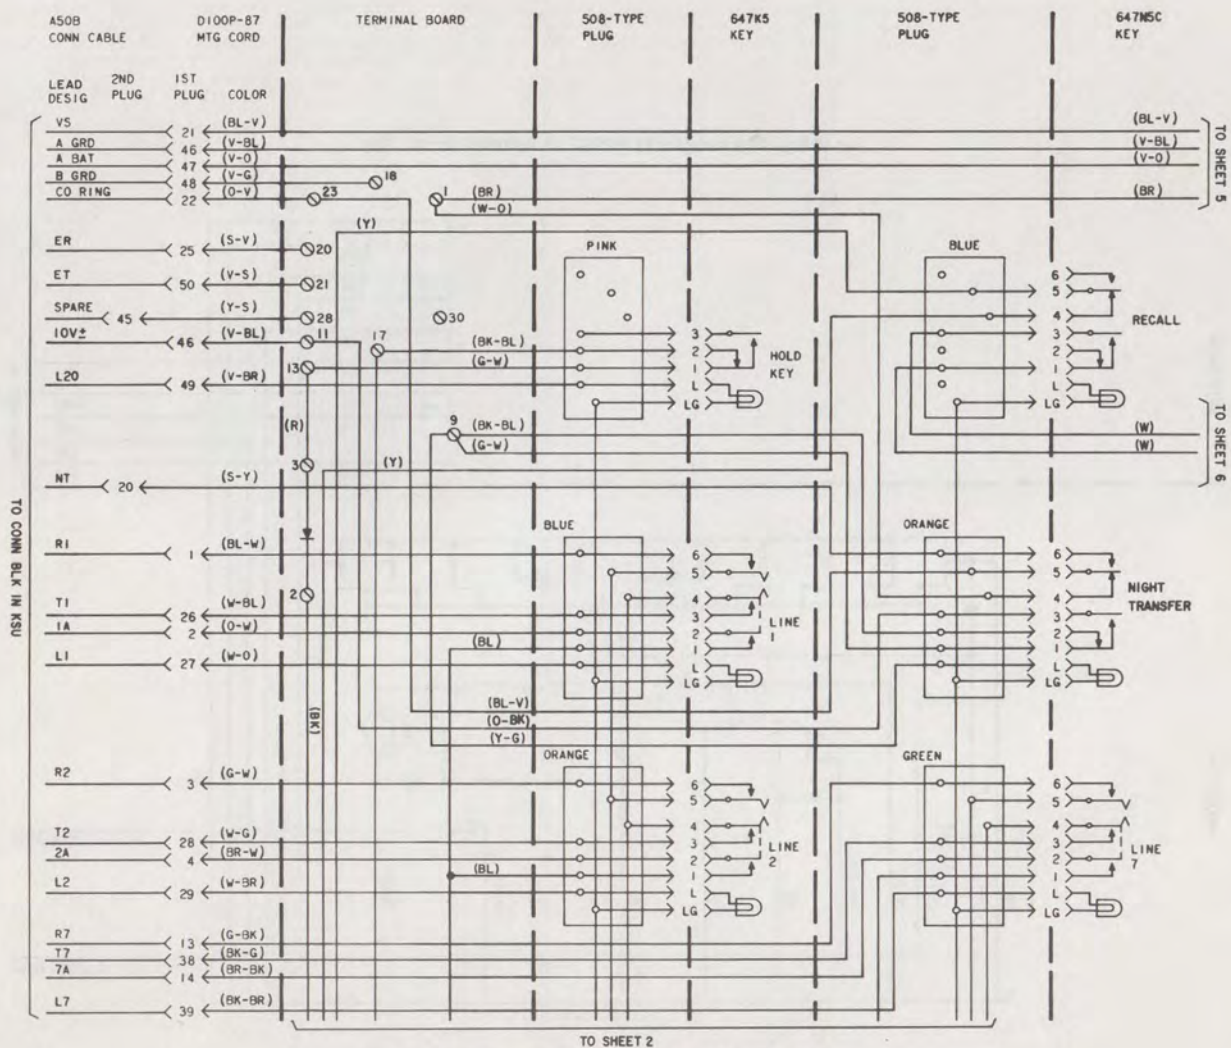 A50B CONN CABLE
D100P-87 MTG CORD
TERMINAL BOARD
508-TYPE PLUG
647K5 KEY
508-TYPE PLUG
647N5C KEY
LEAD DESIG
2ND PLUG
1ST PLUG
COLOR
VS 21 (BL-V) (BL-V)
A GRD 46 (V-BL) (V-BL)
A BAT 47 (V-O) (V-O)
B GRD 48 (V-G) 18
CO RING 22 (O-V) 23 1 (BR) (BR)
(W-O)
TO SHEET 5
(Y)
ER 25 (S-V) 20
PINK
BLUE
ET 50 (V-S) 21
SPARE 45 (Y-S) 28 30
10V± 46 (V-BL) 11
17 (BK-BL)
13 (G-W)
L20 49 (V-BR)
3
2
1
L
LG
HOLD KEY
6
5
4
3
2
1
L
LG
RECALL
(R)
9 (BK-BL)
(G-W)
(W)
(W)
TO SHEET 6
3
(Y)
NT 20 (S-Y)
TO CONN BLK IN KSU
BLUE
ORANGE
R1 1 (BL-W)
2
T1 26 (W-BL)
1A 2 (O-W)
(BL)
L1 27 (W-O)
6
5
4
3
2
1
L
LG
LINE 1
6
5
4
3
2
1
L
LG
NIGHT TRANSFER
(BK)
(BL-V)
(O-BK)
(Y-G)
ORANGE
GREEN
R2 3 (G-W)
T2 28 (W-G)
2A 4 (BR-W)
(BL)
L2 29 (W-BR)
6
5
4
3
2
1
L
LG
LINE 2
6
5
4
3
2
1
L
LG
LINE 7
R7 13 (G-BK)
T7 38 (BK-G)
7A 14 (BR-BK)
L7 39 (BK-BR)
TO SHEET 2